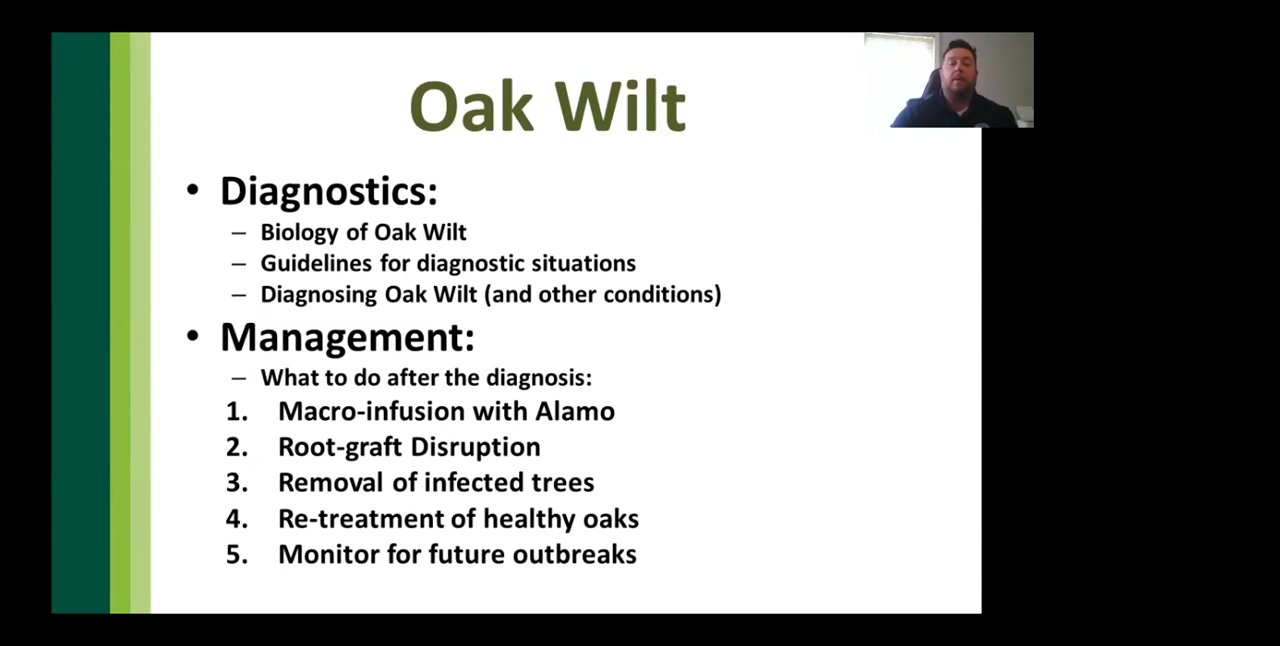 Oak Wilt
• Diagnostics:
– Biology of Oak Wilt
– Guidelines for diagnostic situations
– Diagnosing Oak Wilt (and other conditions)
• Management:
– What to do after the diagnosis:
1. Macro-infusion with Alamo
2. Root-graft Disruption
3. Removal of infected trees
4. Re-treatment of healthy oaks
5. Monitor for future outbreaks